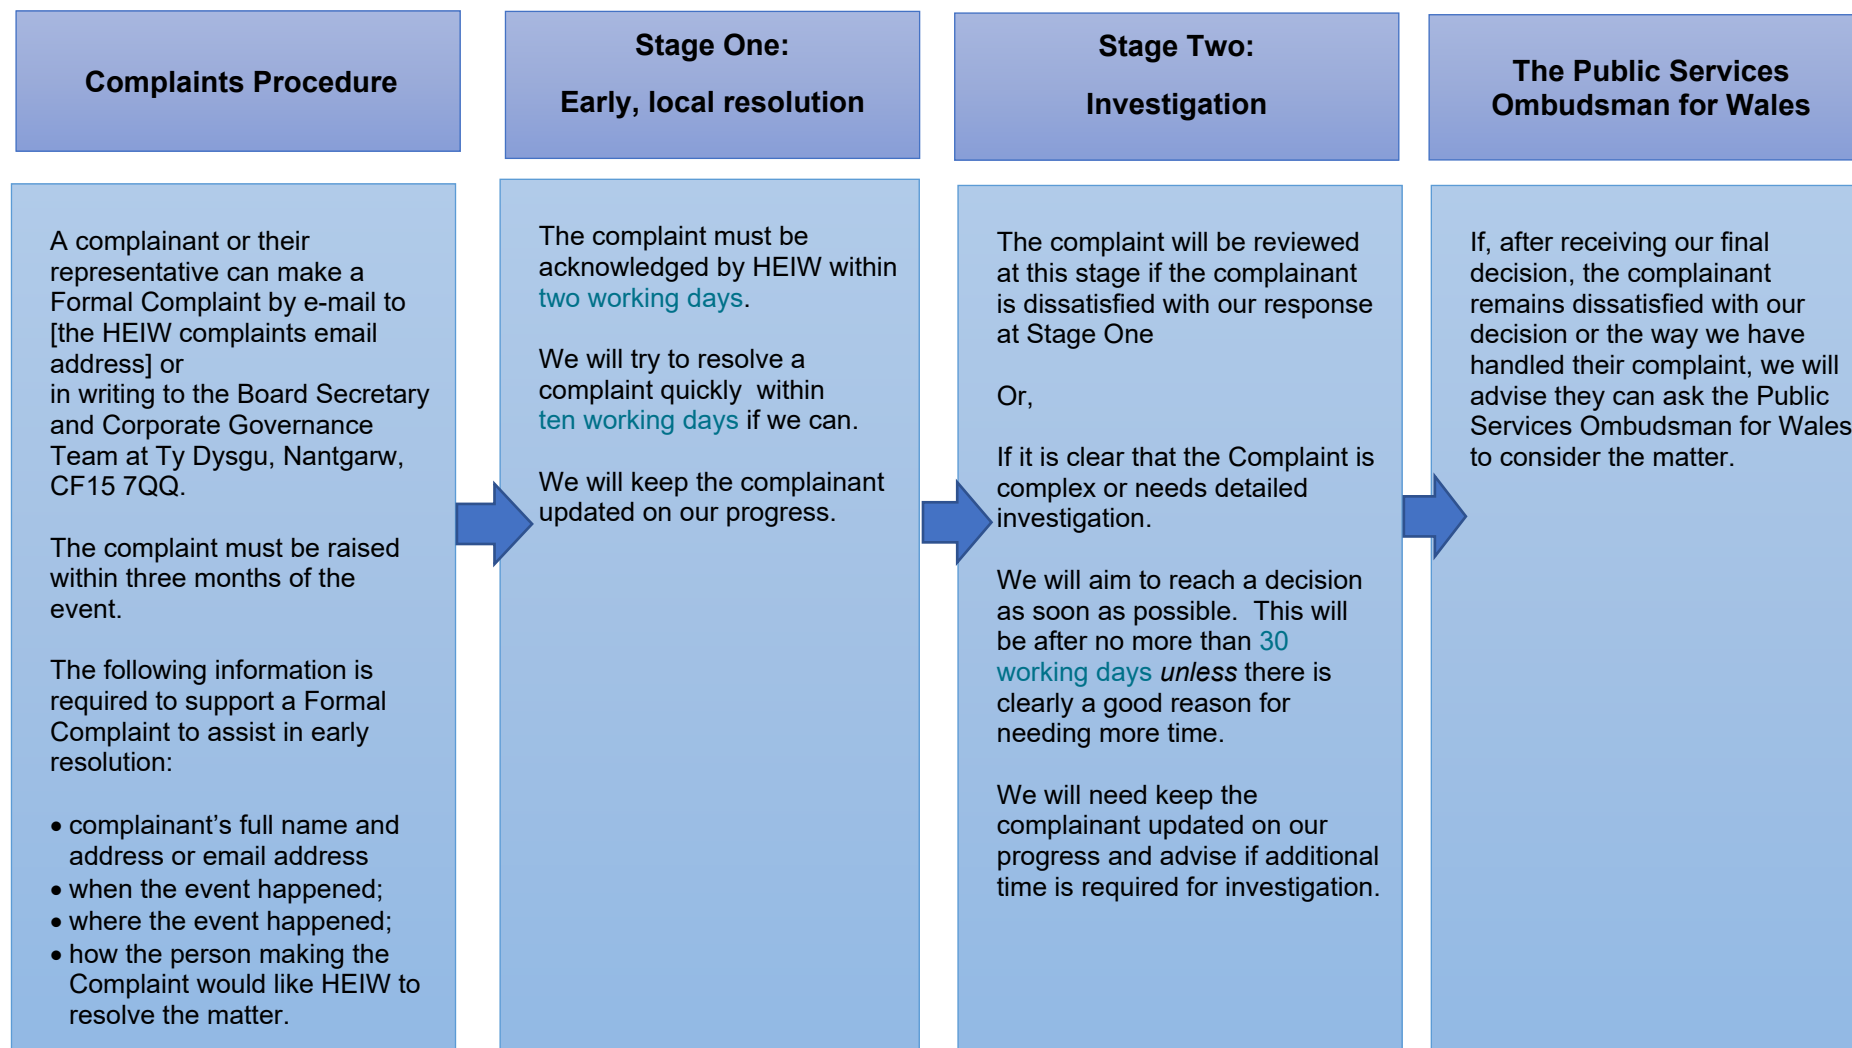 Complaints Procedure
A complainant or their
representative can make a
Formal Complaint by e-mail to
[the HEIW complaints email
address] or
in writing to the Board Secretary
and Corporate Governance
Team at Ty Dysgu, Nantgarw,
CF15 7QQ.
The complaint must be raised
within three months of the
event.
The following information is
required to support a Formal
Complaint to assist in early
resolution:
• complainant’s full name and
address or email address
• when the event happened;
• where the event happened;
• how the person making the
Complaint would like HEIW to
resolve the matter.
Stage One:
Early, local resolution
The complaint must be
acknowledged by HEIW within
two working days.
We will try to resolve a
complaint quickly  within
ten working days if we can.
We will keep the complainant
updated on our progress.
Stage Two:
Investigation
The complaint will be reviewed
at this stage if the complainant
is dissatisfied with our response
at Stage One
Or,
If it is clear that the Complaint is
complex or needs detailed
investigation.
We will aim to reach a decision
as soon as possible.  This will
be after no more than 30
working days unless there is
clearly a good reason for
needing more time.
We will need keep the
complainant updated on our
progress and advise if additional
time is required for investigation.
The Public Services
Ombudsman for Wales
If, after receiving our final
decision, the complainant
remains dissatisfied with our
decision or the way we have
handled their complaint, we will
advise they can ask the Public
Services Ombudsman for Wales
to consider the matter.